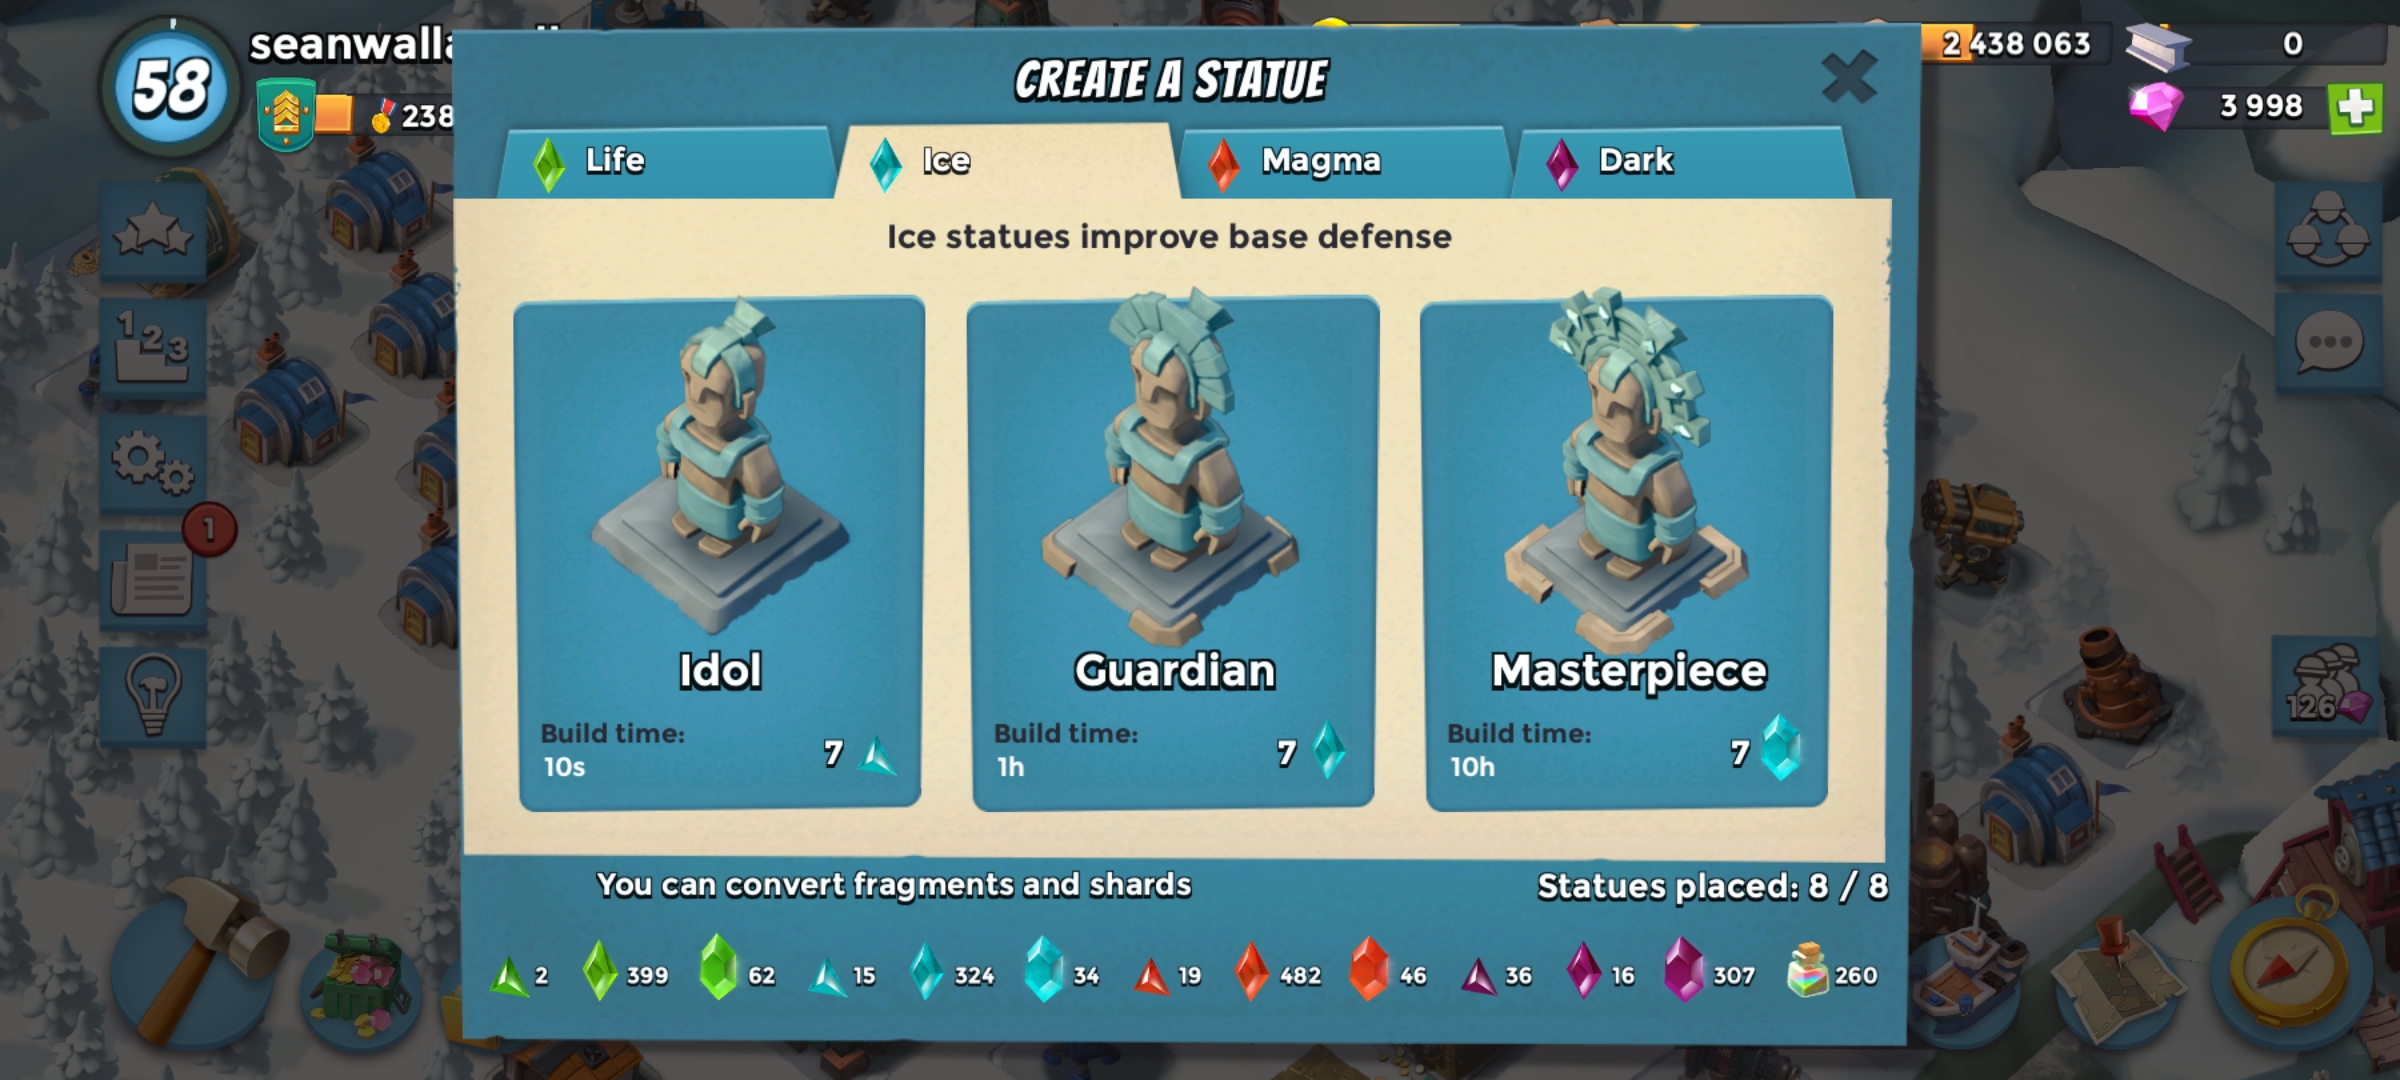 58
238
2 438 063
0
3 998
CREATE A STATUE
Life
Ice
Magma
Dark
Ice statues improve base defense
1 2 3
1
Idol
Build time:
10s
7
Guardian
Build time:
1h
7
Masterpiece
Build time:
10h
7
126
You can convert fragments and shards
Statues placed: 8 / 8
2 399 62 15 324 34 19 482 46 36 16 307 260